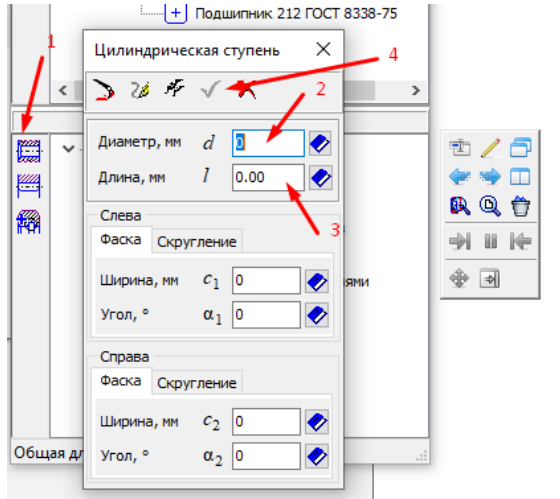 Подшипник 212 ГОСТ 8338-75
1
Цилиндрическая ступень
4
2
Диаметр, мм d 0
Длина, мм l 0.00
3
Слева
Фаска Скругление
Ширина, мм c1 0
ями
Угол, ° α1 0
Справа
Фаска Скругление
Ширина, мм c2 0
Угол, ° α2 0
Общая дл